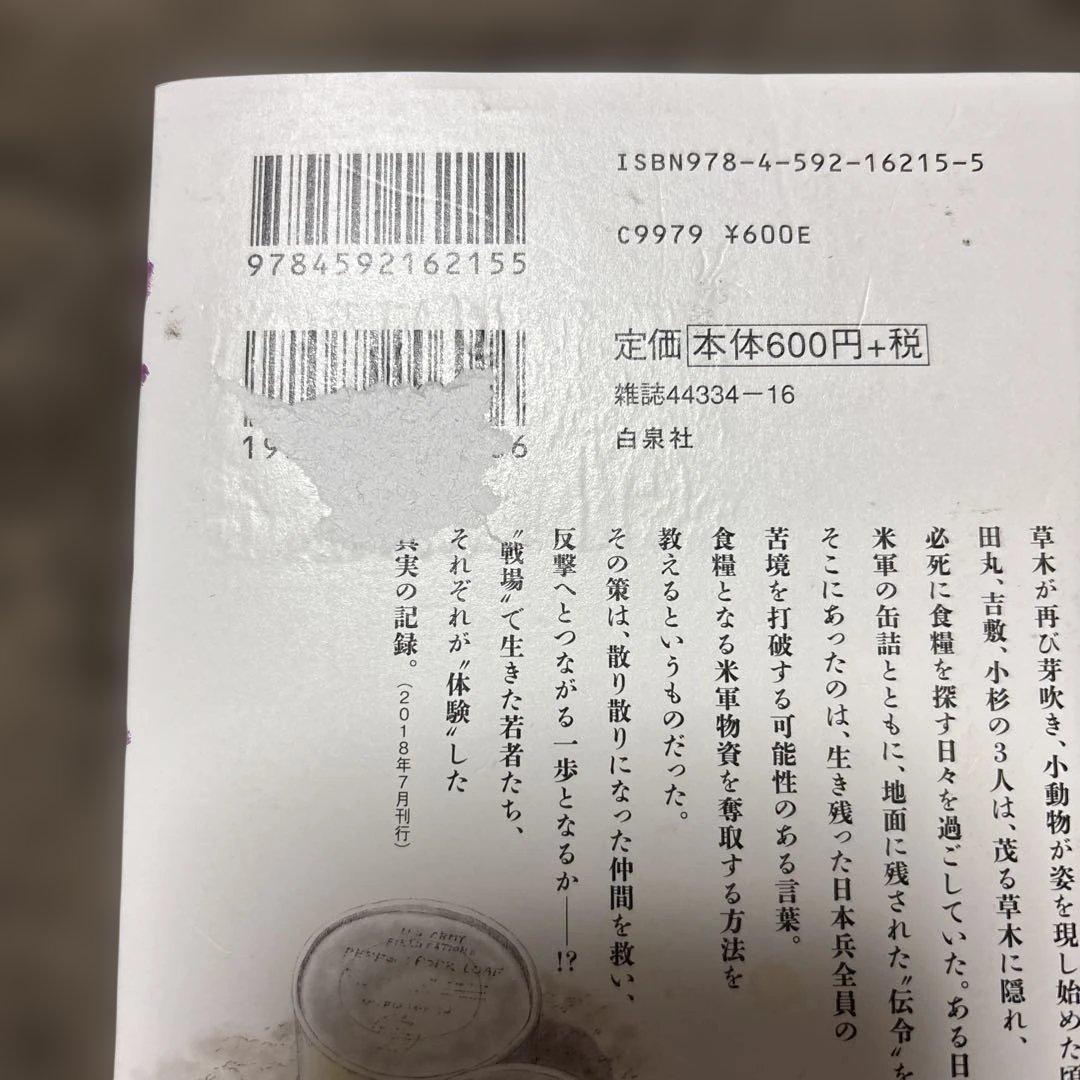 ISBN978-4-592-16215-5
C9979 ¥600E
9784592162155
定価 本体600円+税
雑誌44334-16
白泉社
19
6
草木が再び芽吹き、小動物が姿を現し始めた頃
田丸、吉敷、小杉の3人は、茂る草木に隠れ、
必死に食糧を探す日々を過ごしていた。ある日
米軍の缶詰とともに、地面に残された〝伝令〟を
そこにあったのは、生き残った日本兵全員の
苦境を打破する可能性のある言葉。
食糧となる米軍物資を奪取する方法を
教えるというものだった。
その策は、散り散りになった仲間を救い、
反撃へとつながる一歩となるか――!?
〝戦場〟で生きた若者たち、
それぞれが〝体験〟した
真実の記録。(2018年7月刊行)
U.S. ARMY
FIELD RATION
PORK LOAF